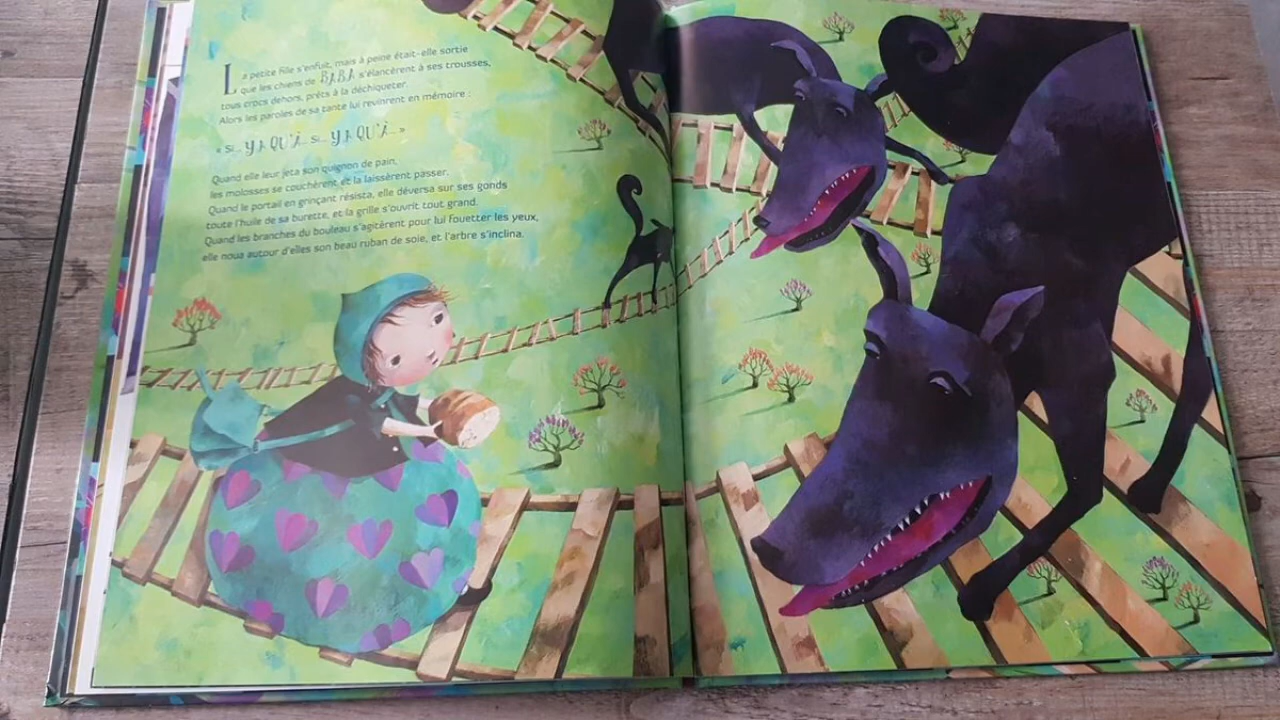 La petite fille s'enfuit, mais à peine était-elle sortie
que les chiens de BABA s'élancèrent à ses trousses,
tous crocs dehors, prêts à la déchiqueter.
Alors les paroles de sa tante lui revinrent en mémoire :
« Si... Y A QU'À... si... Y A QU'À... »
Quand elle leur jeta son quignon de pain,
les molosses se couchèrent et la laissèrent passer.
Quand le portail en grinçant résista, elle déversa sur ses gonds
toute l'huile de sa burette, et la grille s'ouvrit tout grand.
Quand les branches du bouleau s'agitèrent pour lui fouetter les yeux,
elle noua autour d'elles son beau ruban de soie, et l'arbre s'inclina.